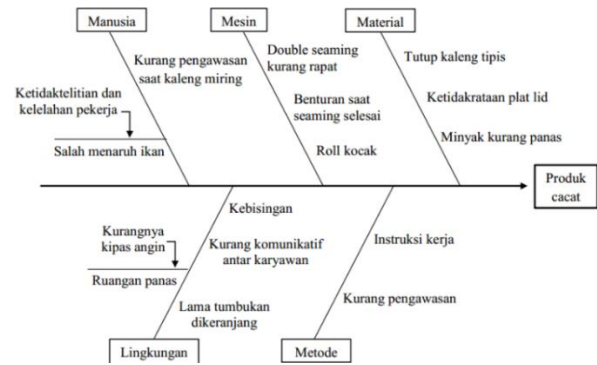 Manusia
Mesin
Material
Kurang pengawasan
saat kaleng miring
Ketidaktelitian dan
kelelahan pekerja
Salah menaruh ikan
Double seaming
kurang rapat
Benturan saat
seaming selesai
Roll kocak
Tutup kaleng tipis
Ketidakrataan plat lid
Minyak kurang panas
Produk
cacat
Kebisingan
Kurangnya
kipas angin
Ruangan panas
Kurang komunikatif
antar karyawan
Lama tumbukan
dikeranjang
Instruksi kerja
Kurang pengawasan
Lingkungan
Metode